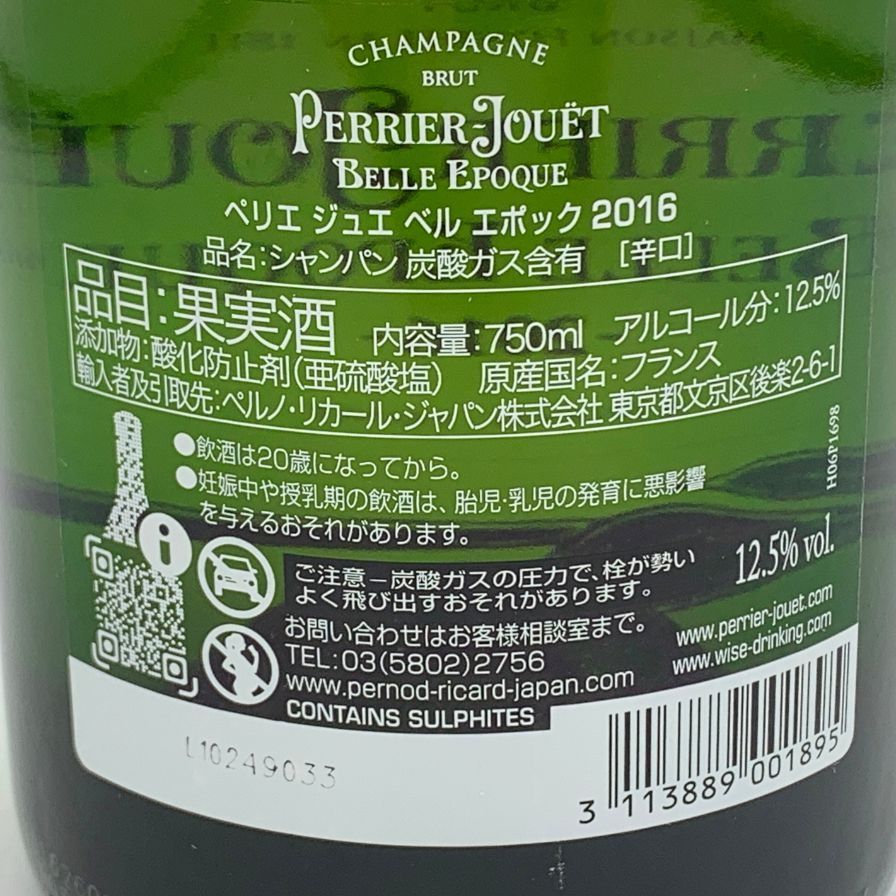 CHAMPAGNE
BRUT
PERRIER-JOUËT
BELLE EPOQUE
ペリエ ジュエ ベル エポック 2016
品名:シャンパン 炭酸ガス含有 [辛口]
品目:果実酒 内容量:750ml アルコール分:12.5%
添加物:酸化防止剤(亜硫酸塩) 原産国名:フランス
輸入者及引取先:ペルノ・リカール・ジャパン株式会社 東京都文京区後楽2-6-1
●飲酒は20歳になってから。
●妊娠中や授乳期の飲酒は、胎児・乳児の発育に悪影響
を与えるおそれがあります。
H06P1698
ご注意－炭酸ガスの圧力で、栓が勢い
よく飛び出すおそれがあります。
12.5% vol.
お問い合わせはお客様相談室まで。
TEL:03(5802)2756
www.pernod-ricard-japan.com
www.perrier-jouet.com
www.wise-drinking.com
CONTAINS SULPHITES
L10249033
3 113889 001895